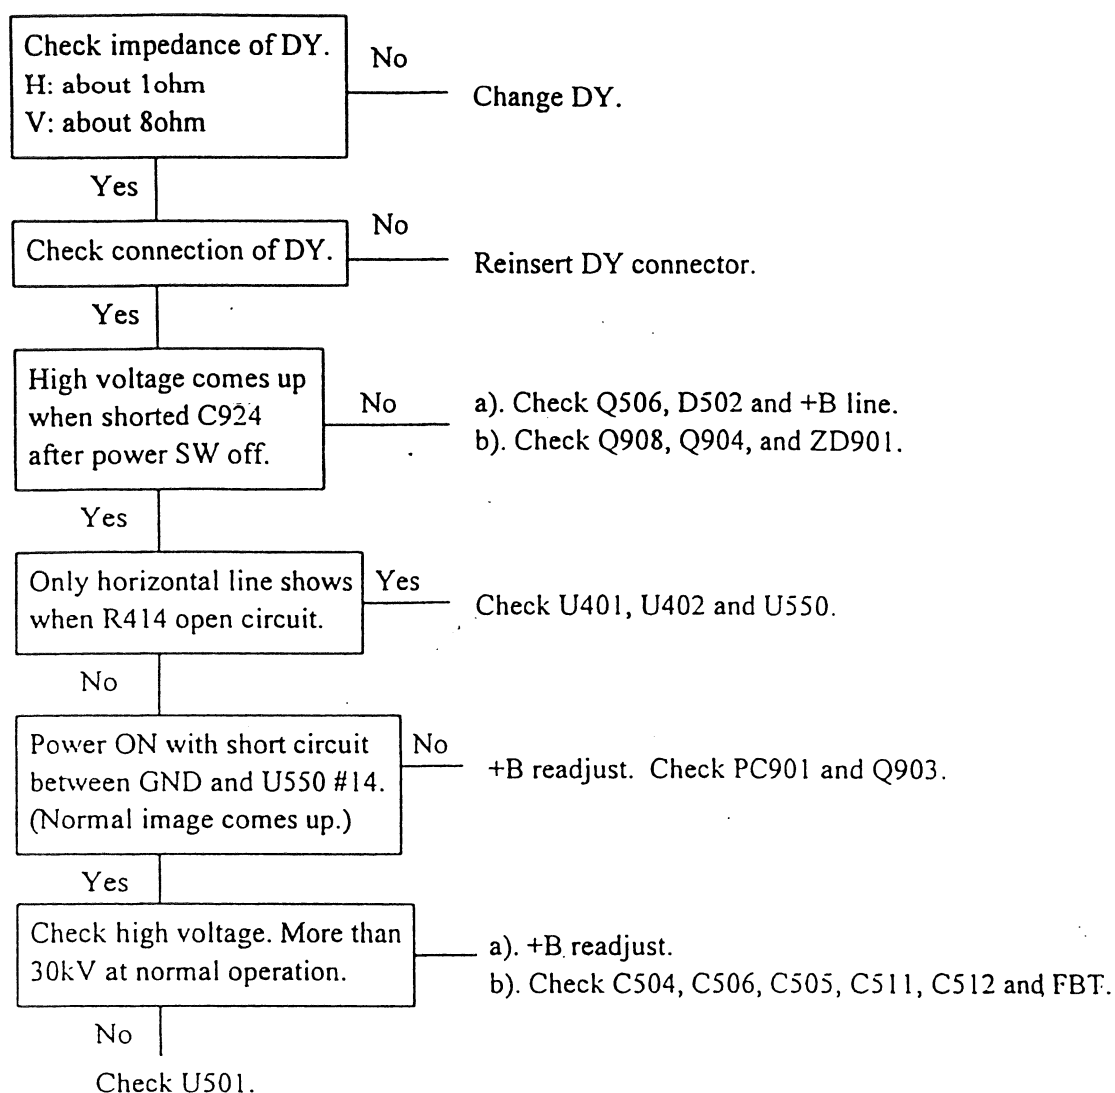 Check impedance of DY.
H: about 1ohm
V: about 8ohm
No
Change DY.
Yes
Check connection of DY.
No
Reinsert DY connector.
Yes
High voltage comes up
when shorted C924
after power SW off.
No
a). Check Q506, D502 and +B line.
b). Check Q908, Q904, and ZD901.
Yes
Only horizontal line shows
when R414 open circuit.
Yes
Check U401, U402 and U550.
No
Power ON with short circuit
between GND and U550 #14.
(Normal image comes up.)
No
+B readjust. Check PC901 and Q903.
Yes
Check high voltage. More than
30kV at normal operation.
a). +B readjust.
b). Check C504, C506, C505, C511, C512 and FBT.
No
Check U501.